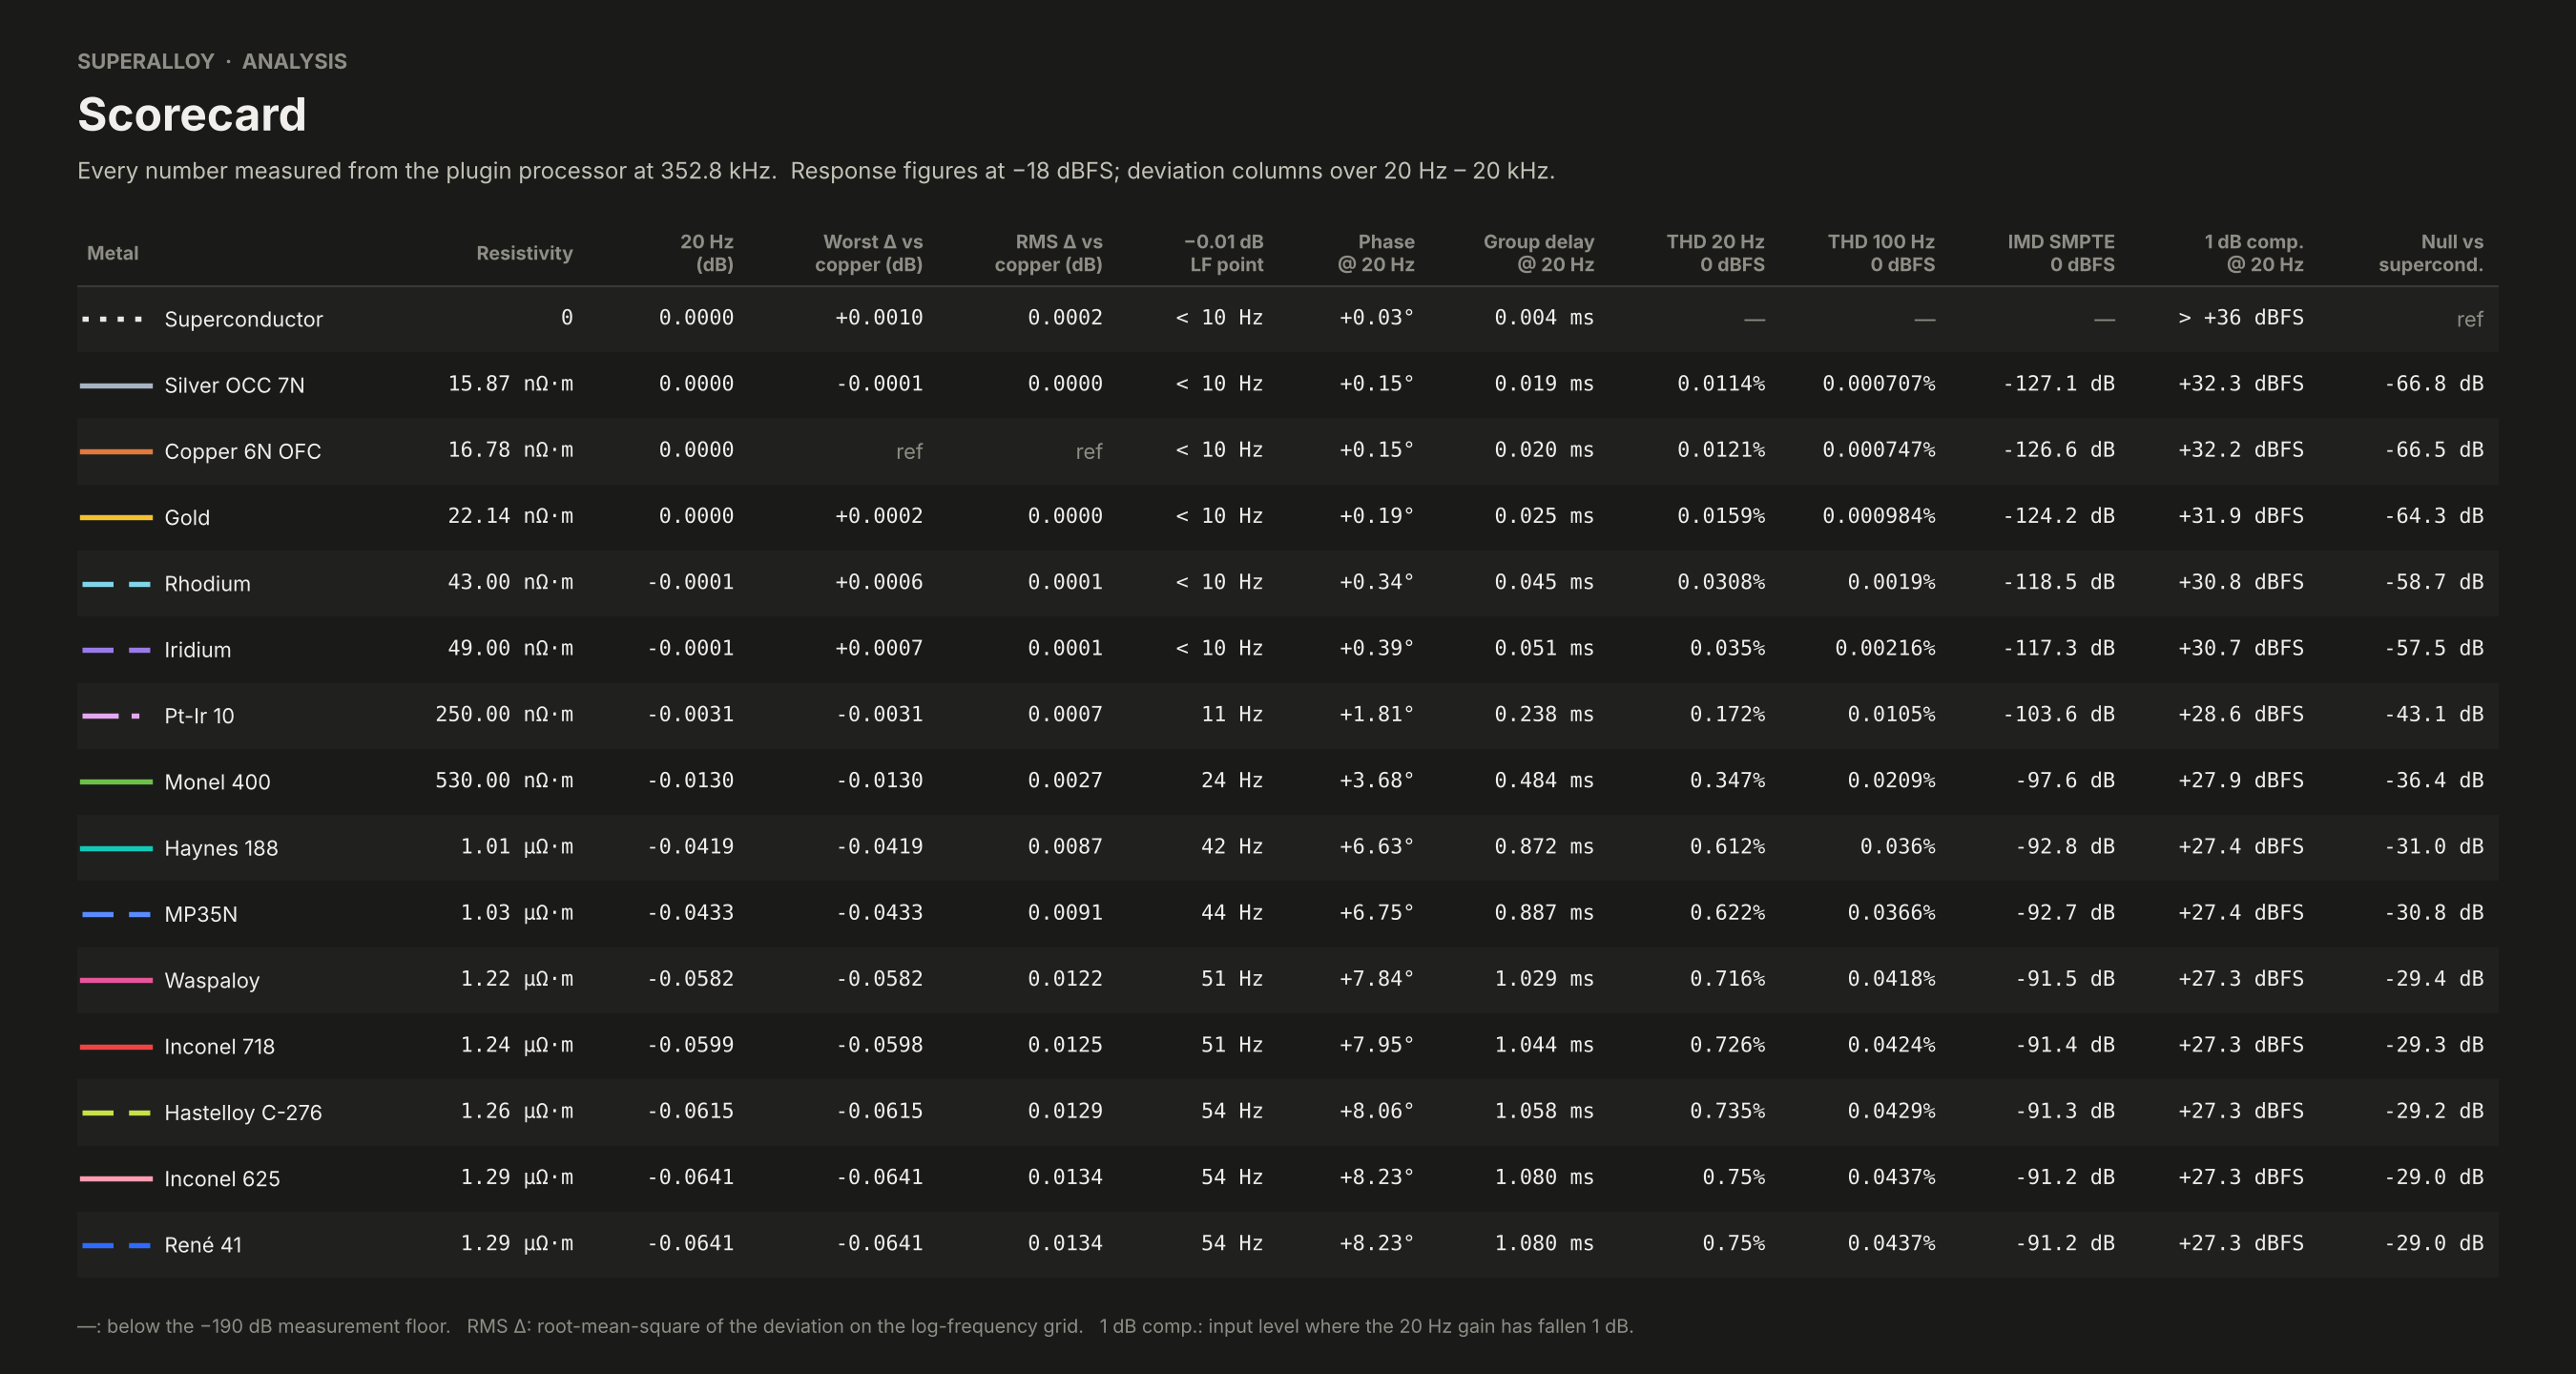 SUPERALLOY · ANALYSIS
Scorecard
Every number measured from the plugin processor at 352.8 kHz.  Response figures at −18 dBFS; deviation columns over 20 Hz – 20 kHz.
Metal Resistivity 20 Hz (dB) Worst Δ vs copper (dB) RMS Δ vs copper (dB) −0.01 dB LF point Phase @ 20 Hz Group delay @ 20 Hz THD 20 Hz 0 dBFS THD 100 Hz 0 dBFS IMD SMPTE 0 dBFS 1 dB comp. @ 20 Hz Null vs supercond.
Superconductor 0 0.0000 +0.0010 0.0002 < 10 Hz +0.03° 0.004 ms — — — > +36 dBFS ref
Silver OCC 7N 15.87 nΩ·m 0.0000 -0.0001 0.0000 < 10 Hz +0.15° 0.019 ms 0.0114% 0.000707% -127.1 dB +32.3 dBFS -66.8 dB
Copper 6N OFC 16.78 nΩ·m 0.0000 ref ref < 10 Hz +0.15° 0.020 ms 0.0121% 0.000747% -126.6 dB +32.2 dBFS -66.5 dB
Gold 22.14 nΩ·m 0.0000 +0.0002 0.0000 < 10 Hz +0.19° 0.025 ms 0.0159% 0.000984% -124.2 dB +31.9 dBFS -64.3 dB
Rhodium 43.00 nΩ·m -0.0001 +0.0006 0.0001 < 10 Hz +0.34° 0.045 ms 0.0308% 0.0019% -118.5 dB +30.8 dBFS -58.7 dB
Iridium 49.00 nΩ·m -0.0001 +0.0007 0.0001 < 10 Hz +0.39° 0.051 ms 0.035% 0.00216% -117.3 dB +30.7 dBFS -57.5 dB
Pt-Ir 10 250.00 nΩ·m -0.0031 -0.0031 0.0007 11 Hz +1.81° 0.238 ms 0.172% 0.0105% -103.6 dB +28.6 dBFS -43.1 dB
Monel 400 530.00 nΩ·m -0.0130 -0.0130 0.0027 24 Hz +3.68° 0.484 ms 0.347% 0.0209% -97.6 dB +27.9 dBFS -36.4 dB
Haynes 188 1.01 µΩ·m -0.0419 -0.0419 0.0087 42 Hz +6.63° 0.872 ms 0.612% 0.036% -92.8 dB +27.4 dBFS -31.0 dB
MP35N 1.03 µΩ·m -0.0433 -0.0433 0.0091 44 Hz +6.75° 0.887 ms 0.622% 0.0366% -92.7 dB +27.4 dBFS -30.8 dB
Waspaloy 1.22 µΩ·m -0.0582 -0.0582 0.0122 51 Hz +7.84° 1.029 ms 0.716% 0.0418% -91.5 dB +27.3 dBFS -29.4 dB
Inconel 718 1.24 µΩ·m -0.0599 -0.0598 0.0125 51 Hz +7.95° 1.044 ms 0.726% 0.0424% -91.4 dB +27.3 dBFS -29.3 dB
Hastelloy C-276 1.26 µΩ·m -0.0615 -0.0615 0.0129 54 Hz +8.06° 1.058 ms 0.735% 0.0429% -91.3 dB +27.3 dBFS -29.2 dB
Inconel 625 1.29 µΩ·m -0.0641 -0.0641 0.0134 54 Hz +8.23° 1.080 ms 0.75% 0.0437% -91.2 dB +27.3 dBFS -29.0 dB
René 41 1.29 µΩ·m -0.0641 -0.0641 0.0134 54 Hz +8.23° 1.080 ms 0.75% 0.0437% -91.2 dB +27.3 dBFS -29.0 dB
—: below the −190 dB measurement floor.   RMS Δ: root-mean-square of the deviation on the log-frequency grid.   1 dB comp.: input level where the 20 Hz gain has fallen 1 dB.